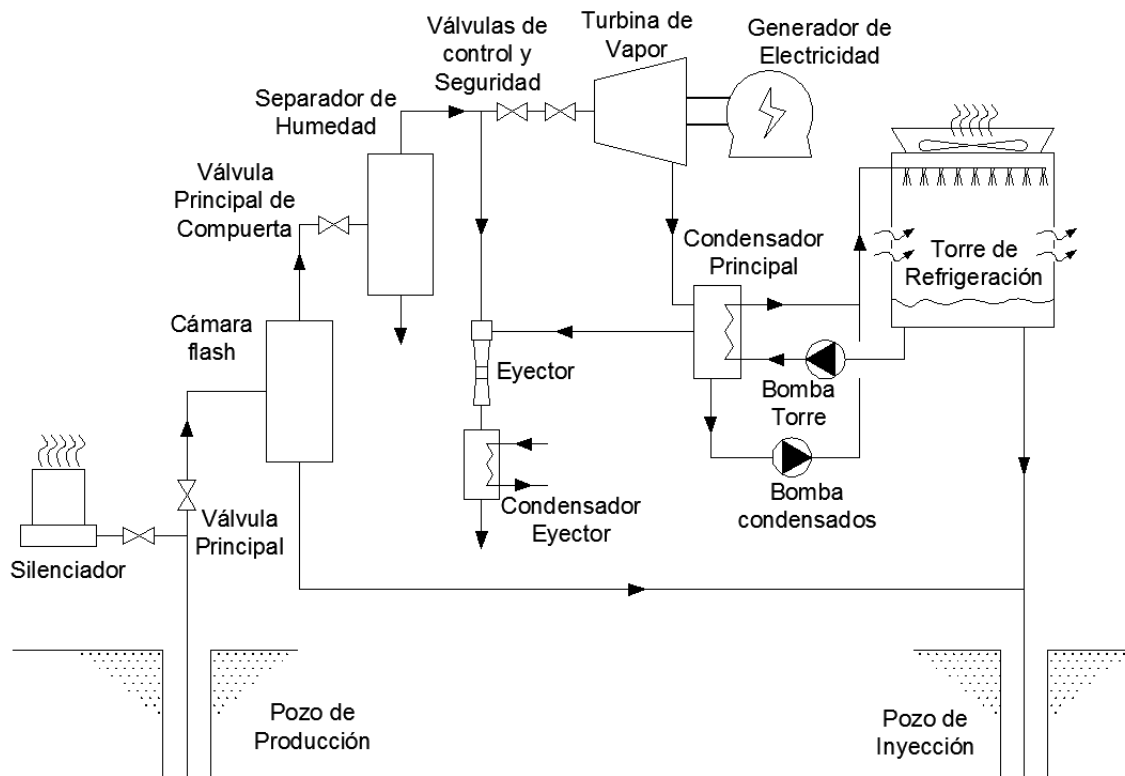 Válvulas de
control y
Seguridad
Turbina de
Vapor
Generador de
Electricidad
Separador de
Humedad
Válvula
Principal de
Compuerta
Condensador
Principal
Torre de
Refrigeración
Cámara
flash
Eyector
Bomba
Torre
Bomba
condensados
Condensador
Eyector
Válvula
Principal
Silenciador
Pozo de
Producción
Pozo de
Inyección